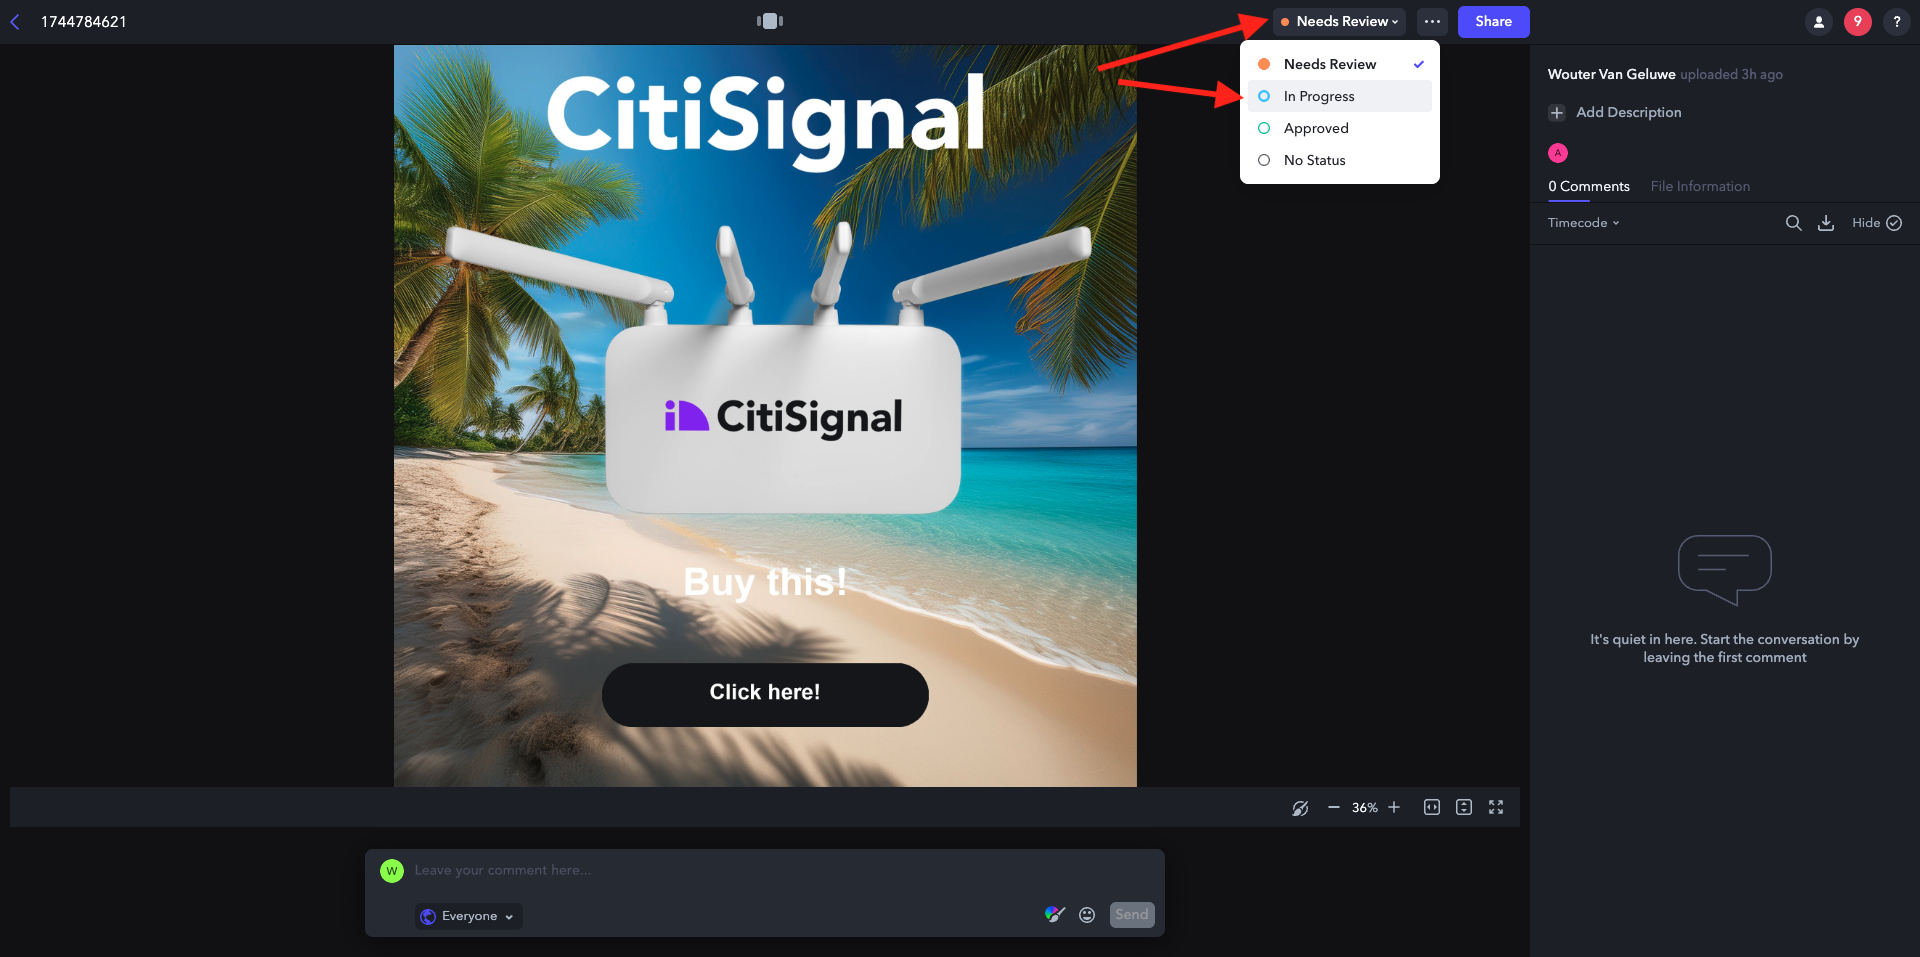 1744784621
Needs Review
Share
9
?
Needs Review
In Progress
Approved
No Status
CitiSignal
CitiSignal
Buy this!
Click here!
36%
W
Leave your comment here...
Everyone
Send
Wouter Van Geluwe uploaded 3h ago
Add Description
A
0 Comments File Information
Timecode
Hide
It's quiet in here. Start the conversation by
leaving the first comment